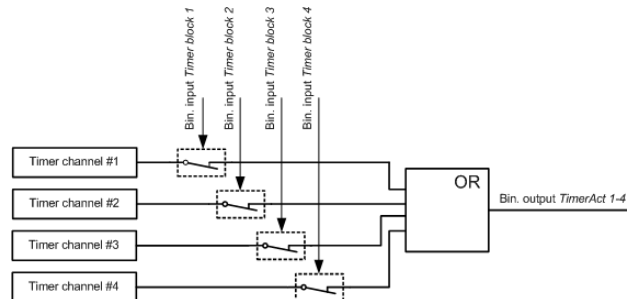 Bin. input Timer block 1
Bin. input Timer block 2
Bin. input Timer block 3
Bin. input Timer block 4
Timer channel #1
OR
Timer channel #2
Bin. output TimerAct 1-4
Timer channel #3
Timer channel #4